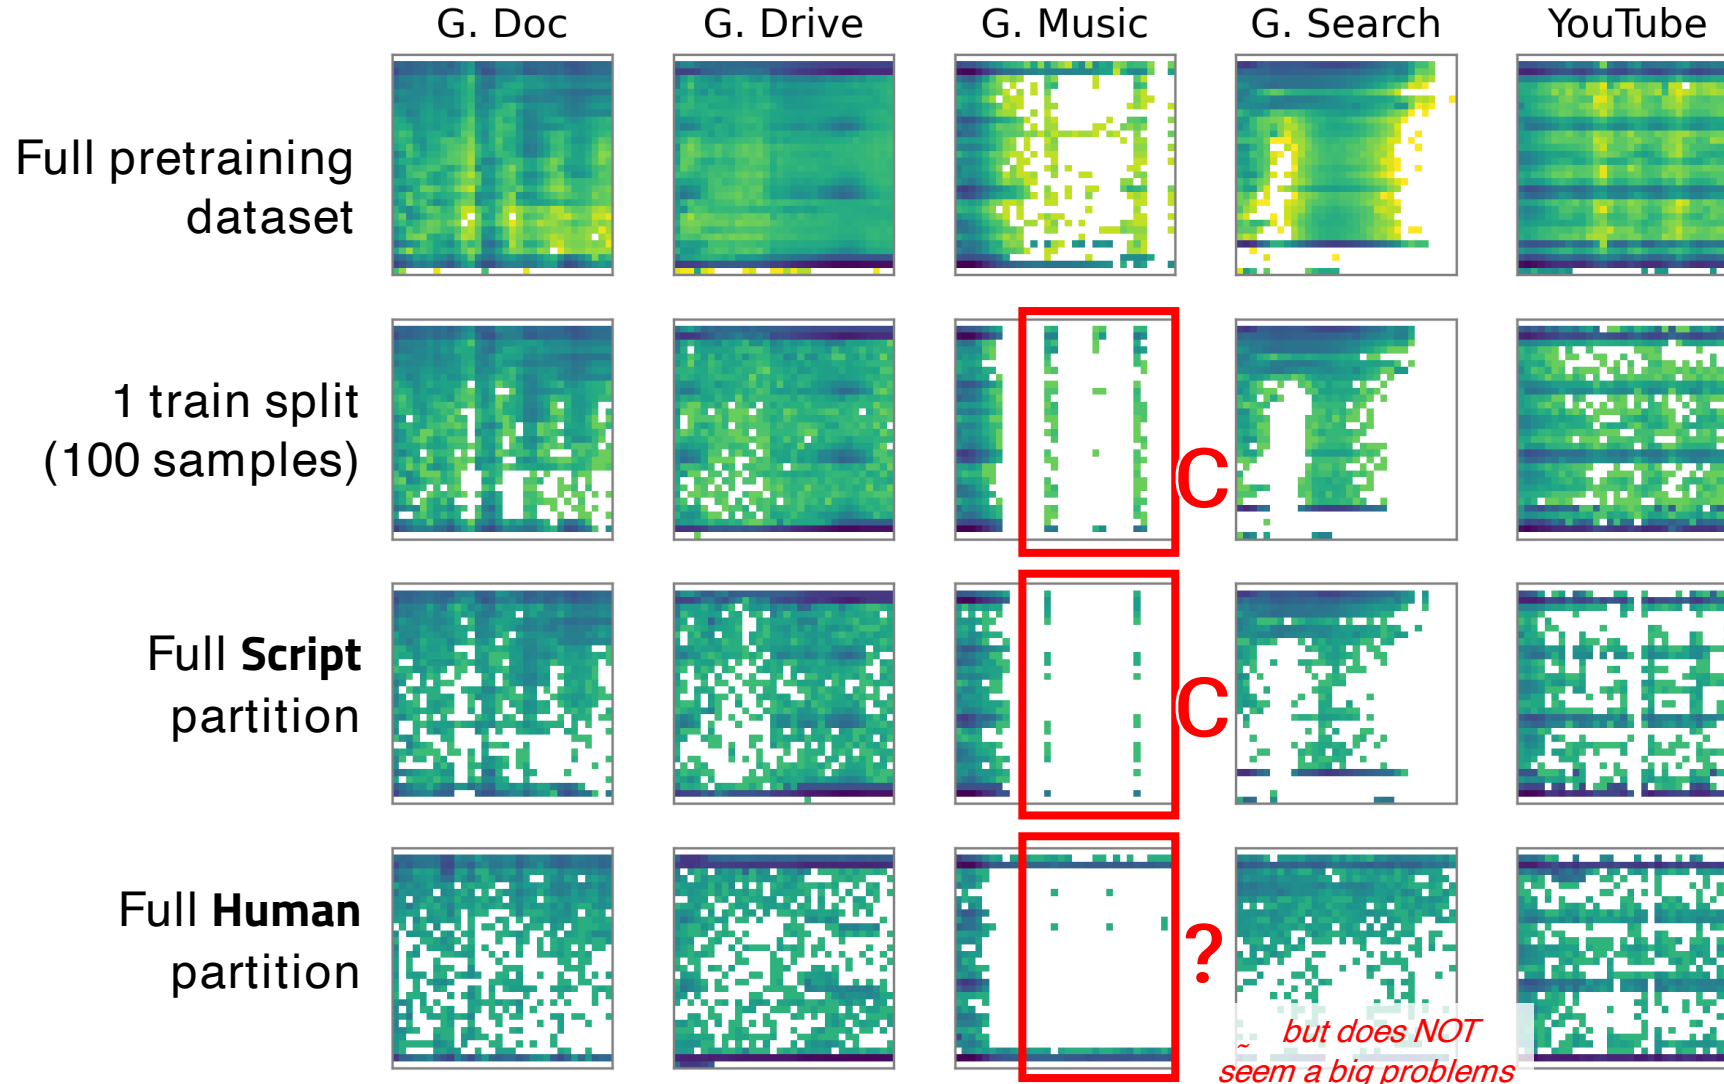 G. Doc G. Drive G. Music G. Search YouTube
Full pretraining
dataset
1 train split
(100 samples)
C
Full Script
partition
C
Full Human
partition
?
but does NOT
~
seem a big problems